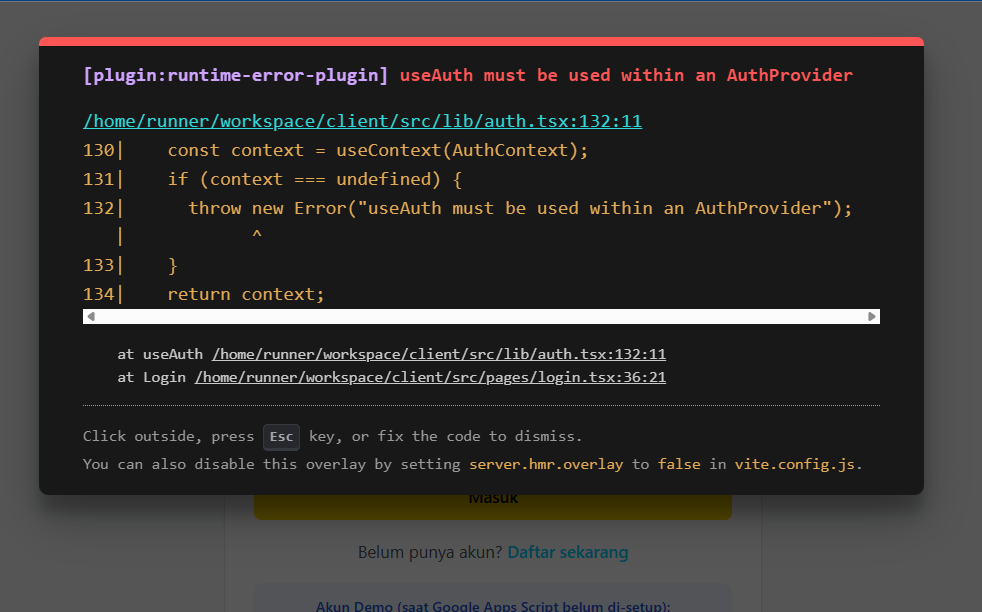 [plugin:runtime-error-plugin] useAuth must be used within an AuthProvider
/home/runner/workspace/client/src/lib/auth.tsx:132:11
130|    const context = useContext(AuthContext);
131|    if (context === undefined) {
132|      throw new Error("useAuth must be used within an AuthProvider");
   |            ^
133|    }
134|    return context;
at useAuth /home/runner/workspace/client/src/lib/auth.tsx:132:11
at Login /home/runner/workspace/client/src/pages/login.tsx:36:21
Click outside, press Esc key, or fix the code to dismiss.
You can also disable this overlay by setting server.hmr.overlay to false in vite.config.js.
Masuk
Belum punya akun? Daftar sekarang
Akun Demo (saat Google Apps Script belum di-setup):